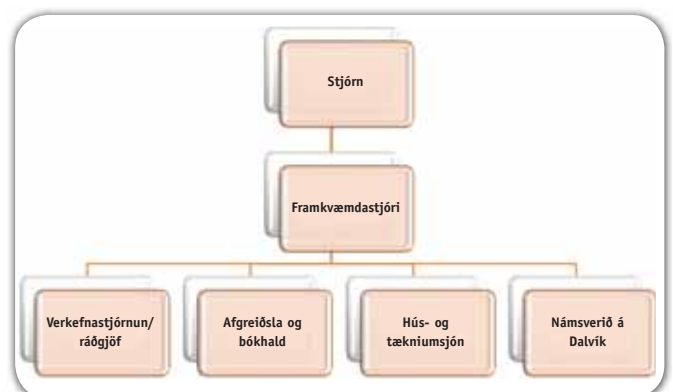 Stjórn
Framkvæmdastjóri
Verkefnastjórnun/
ráðgjöf
Afgreiðsla og
bókhald
Hús- og
tækniumsjón
Námsverið á
Dalvík